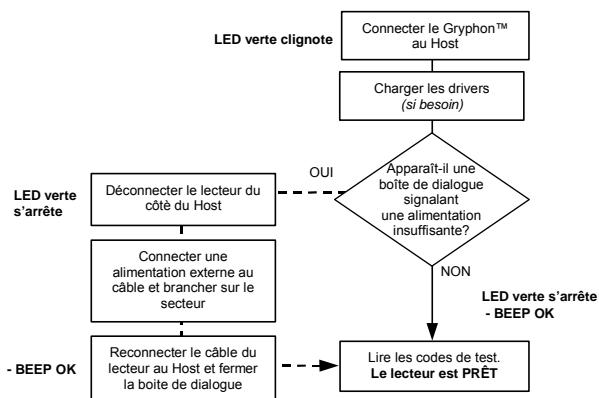 LED verte clignote
Connecter le Gryphon™
au Host
Charger les drivers
(si besoin)
Apparaît-il une
boîte de dialogue
signalant
une alimentation
insuffisante?
OUI
LED verte
s’arrête
Déconnecter le lecteur du
côtè du Host
Connecter une
alimentation externe au
câble et brancher sur le
secteur
NON
LED verte s’arrête
- BEEP OK
- BEEP OK
Reconnecter le câble du
lecteur au Host et fermer
la boite de dialogue
Lire les codes de test.
Le lecteur est PRÊT